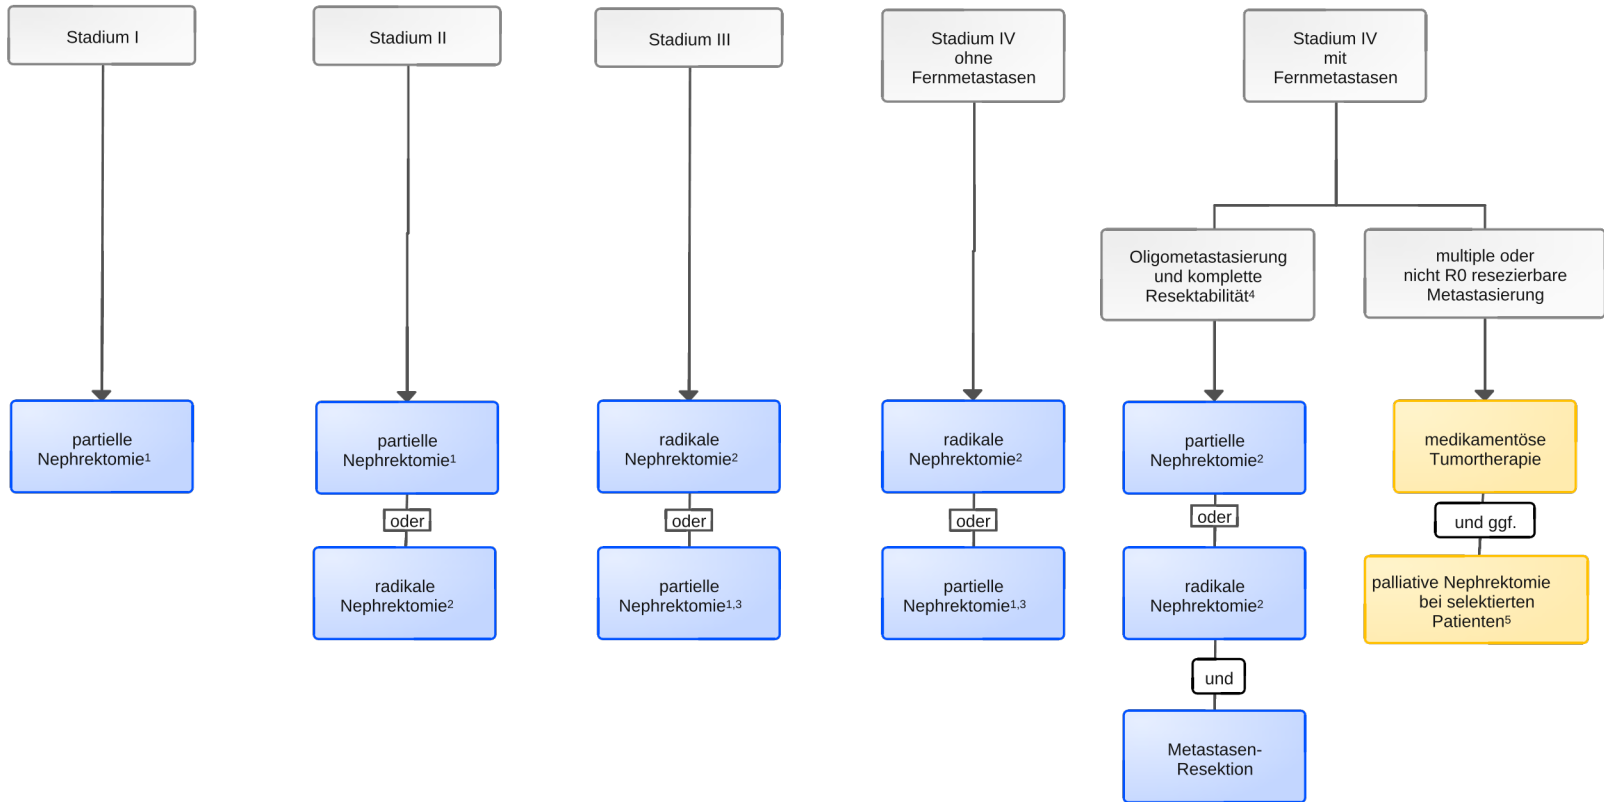 Stadium I
Stadium II
Stadium III
Stadium IV
ohne
Fernmetastasen
Stadium IV
mit
Fernmetastasen
Oligometastasierung
und komplette
Resektabilität⁴
multiple oder
nicht R0 resezierbare
Metastasierung
partielle
Nephrektomie¹
partielle
Nephrektomie¹
oder
radikale
Nephrektomie²
radikale
Nephrektomie²
oder
partielle
Nephrektomie¹,³
radikale
Nephrektomie²
oder
partielle
Nephrektomie¹,³
partielle
Nephrektomie²
oder
radikale
Nephrektomie²
und
Metastasen-
Resektion
medikamentöse
Tumortherapie
und ggf.
palliative Nephrektomie
bei selektierten
Patienten⁵